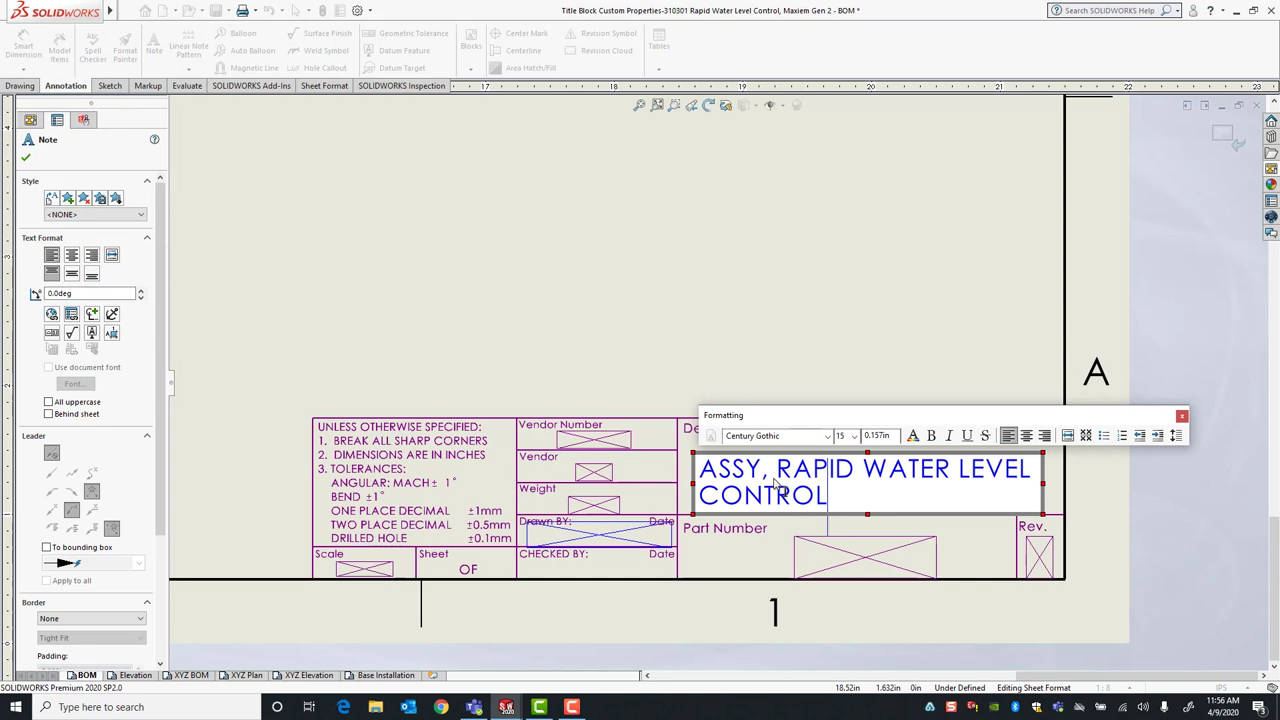 SOLIDWORKS
Title Block Custom Properties-310301 Rapid Water Level Control, Maxiem Gen 2 - BOM *
Search SOLIDWORKS Help
Smart Dimension
Model Items
Spell Checker
Format Painter
Note
Linear Note Pattern
Balloon
Auto Balloon
Magnetic Line
Surface Finish
Weld Symbol
Hole Callout
Geometric Tolerance
Datum Feature
Datum Target
Blocks
Center Mark
Centerline
Area Hatch/Fill
Revision Symbol
Revision Cloud
Tables
Drawing
Annotation
Sketch
Markup
Evaluate
SOLIDWORKS Add-Ins
Sheet Format
SOLIDWORKS Inspection
17
18
19
20
21
22
23
Note
Style
<NONE>
Text Format
0.0deg
Use document font
Font...
All uppercase
Behind sheet
Leader
To bounding box
Apply to all
Border
None
Tight Fit
Padding:
A
Formatting
Century Gothic
15
0.157in
B I U S
UNLESS OTHERWISE SPECIFIED:
1. BREAK ALL SHARP CORNERS
2. DIMENSIONS ARE IN INCHES
3. TOLERANCES:
ANGULAR: MACH ± 1°
BEND ±1°
ONE PLACE DECIMAL ±1mm
TWO PLACE DECIMAL ±0.5mm
DRILLED HOLE ±0.1mm
Scale
Sheet
OF
Vendor Number
Vendor
Weight
Drawn BY:
Date
CHECKED BY:
Date
ASSY, RAPID WATER LEVEL
CONTROL
Part Number
Rev.
1
BOM
Elevation
XYZ BOM
XYZ Plan
XYZ Elevation
Base Installation
SOLIDWORKS Premium 2020 SP2.0
18.52in
1.632in
0in
Under Defined
Editing Sheet Format
1 : 8
IPS
Type here to search
11:56 AM
4/9/2020